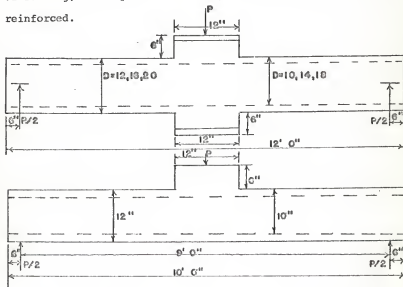 reinforced.
P
12"
6"
D=12,16,20
D=10,14,18
6"
P/2
6"
12"
P/2
6"
12' 0"
12"
P
6"
12"
10"
9' 0"
P/2
6"
P/2
6"
10' 0"